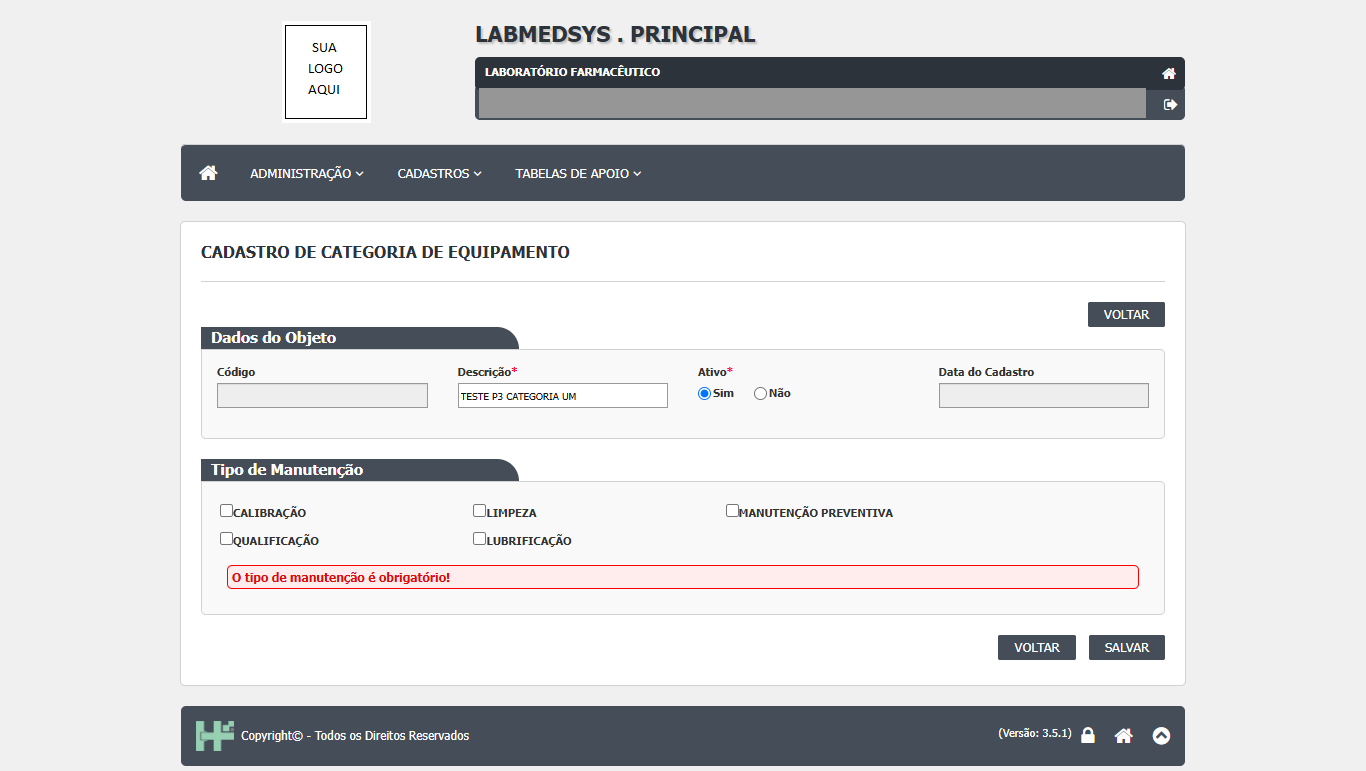 SUA
LOGO
AQUI
LABMEDSYS . PRINCIPAL
LABORATÓRIO FARMACÊUTICO
ADMINISTRAÇÃO CADASTROS TABELAS DE APOIO
CADASTRO DE CATEGORIA DE EQUIPAMENTO
VOLTAR
Dados do Objeto
Código Descrição* Ativo* Data do Cadastro
TESTE P3 CATEGORIA UM Sim Não
Tipo de Manutenção
CALIBRAÇÃO LIMPEZA MANUTENÇÃO PREVENTIVA
QUALIFICAÇÃO LUBRIFICAÇÃO
O tipo de manutenção é obrigatório!
VOLTAR SALVAR
Copyright© - Todos os Direitos Reservados (Versão: 3.5.1)